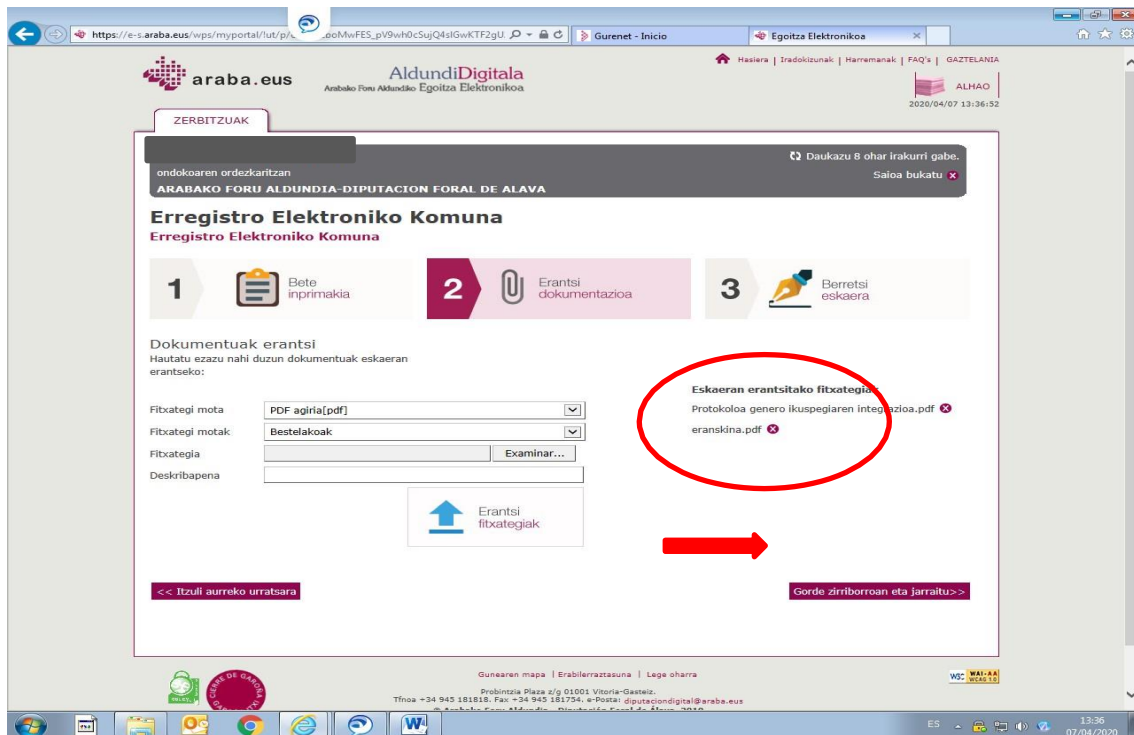 https://e-s.araba.eus/wps/myportal/!ut/p/
Gurenet - Inicio
Egoitza Elektronikoa
araba.eus
AldundiDigitala
Arabako Foru Aldundiko Egoitza Elektronikoa
Hasiera | Iradokizunak | Harremanak | FAQ's | GAZTELANIA
ALHAO
2020/04/07 13:36:52
ZERBITZUAK
Daukazu 8 ohar irakurri gabe.
ondokoaren ordezkaritzan
Saioa bukatu
ARABAKO FORU ALDUNDIA-DIPUTACION FORAL DE ALAVA
Erregistro Elektroniko Komuna
Erregistro Elektroniko Komuna
1
Bete
inprimakia
2
Erantsi
dokumentazioa
3
Berretsi
eskaera
Dokumentuak erantsi
Hautatu ezazu nahi duzun dokumentuak eskaeran
erantseko:
Eskaeran erantsitako fitxategiak
Fitxategi mota
PDF agiria[pdf]
Protokoloa genero ikuspegiaren integrazioa.pdf
Fitxategi motak
Bestelakoak
eranskina.pdf
Fitxategia
Examinar...
Deskribapena
Erantsi
fitxategiak
<< Itzuli aurreko urratsara
Gorde zirriborroan eta jarraitu>>
Gunearen mapa | Erabilerraztasuna | Lege oharra
Probintzia Plaza z/g 01001 Vitoria-Gasteiz.
Tfnoa +34 945 181818. Fax +34 945 181754. e-Posta: diputaciondigital@araba.eus
W3C WAI-AA
WCAG 1.0
ES
13:36
07/04/2020